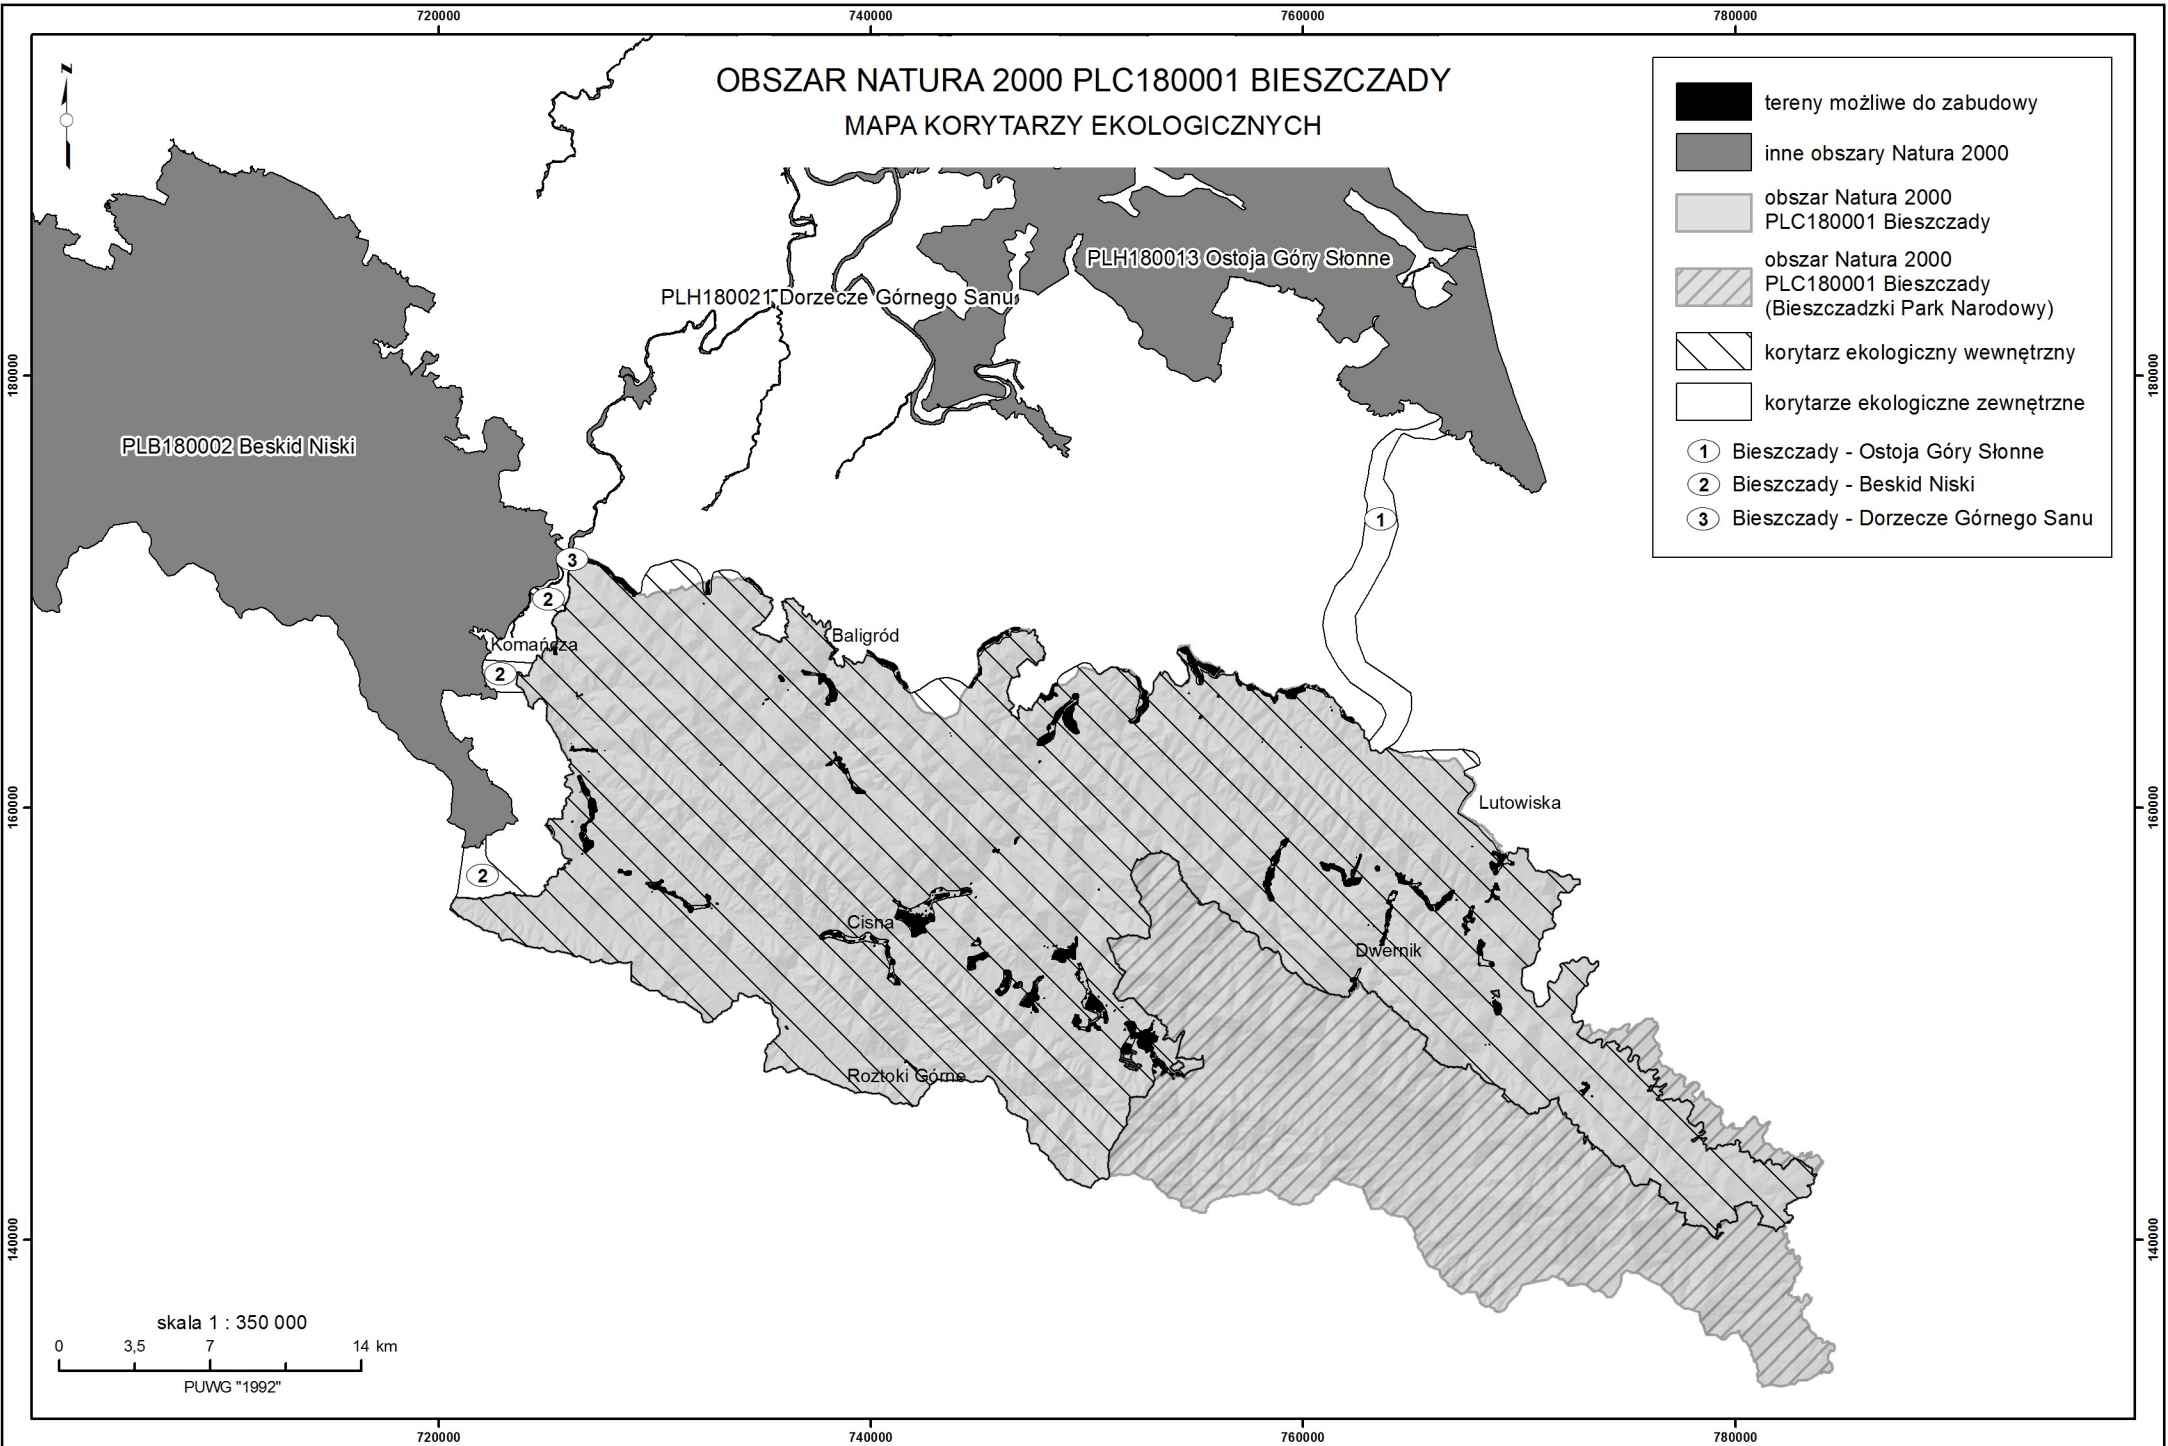 720000
740000
760000
780000
OBSZAR NATURA 2000 PLC180001 BIESZCZADY
MAPA KORYTARZY EKOLOGICZNYCH
N
tereny możliwe do zabudowy
inne obszary Natura 2000
obszar Natura 2000
PLC180001 Bieszczady
obszar Natura 2000
PLC180001 Bieszczady
(Bieszczadzki Park Narodowy)
korytarz ekologiczny wewnętrzny
korytarze ekologiczne zewnętrzne
1 Bieszczady - Ostoja Góry Słonne
2 Bieszczady - Beskid Niski
3 Bieszczady - Dorzecze Górnego Sanu
PLH180013 Ostoja Góry Słonne
PLH180021 Dorzecze Górnego Sanu
180000
180000
PLB180002 Beskid Niski
1
3
2
Komańcza
Baligród
2
160000
160000
Lutowiska
2
Cisna
Dwernik
Roztoki Górne
140000
140000
skala 1 : 350 000
0 3,5 7 14 km
PUWG "1992"
720000
740000
760000
780000